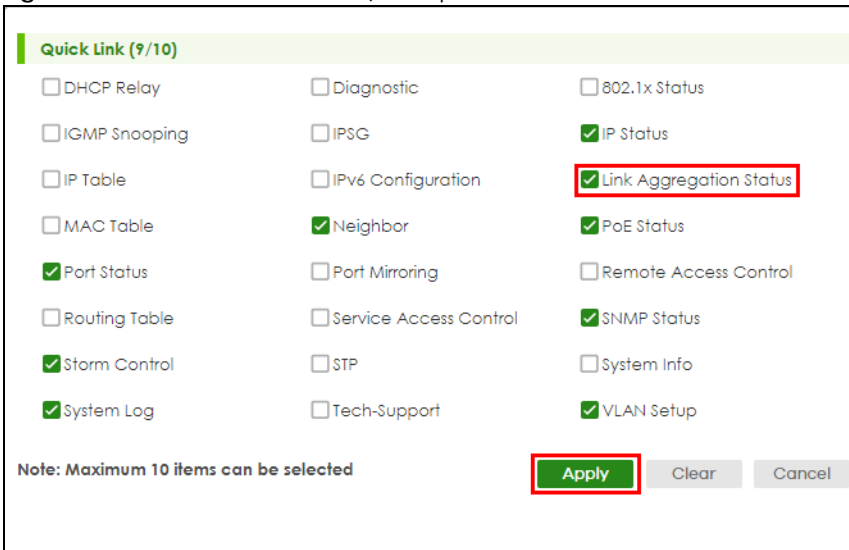 Quick Link (9/10)
DHCP Relay Diagnostic 802.1x Status
IGMP Snooping IPSG IP Status
IP Table IPv6 Configuration Link Aggregation Status
MAC Table Neighbor PoE Status
Port Status Port Mirroring Remote Access Control
Routing Table Service Access Control SNMP Status
Storm Control STP System Info
System Log Tech-Support VLAN Setup
Note: Maximum 10 items can be selected Apply Clear Cancel